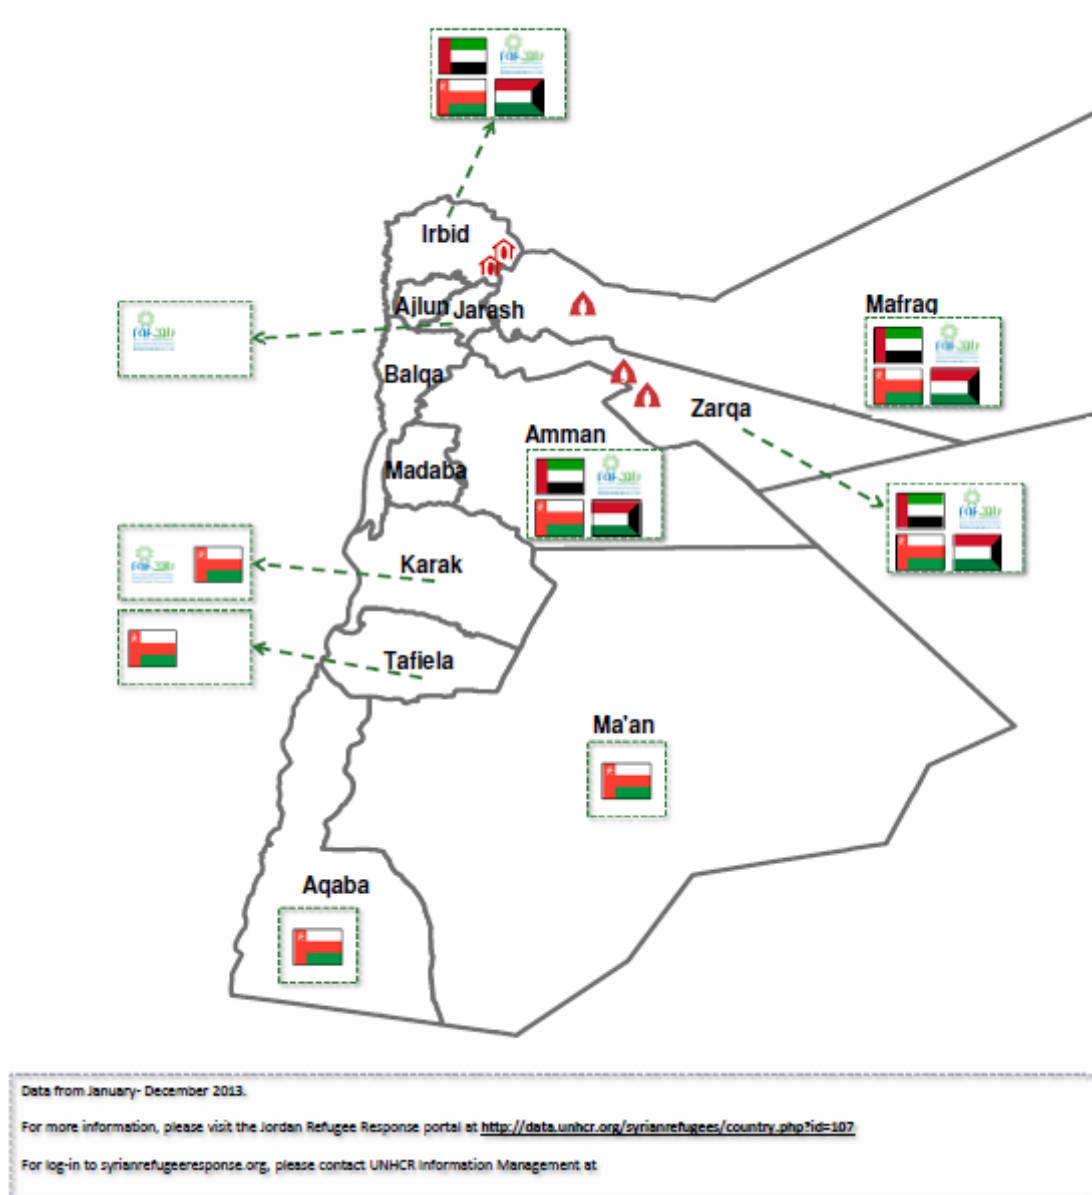 Irbid
Ajlun
Jarash
Mafraq
Balqa
Zarqa
Amman
Madaba
Karak
Tafiela
Ma'an
Aqaba
Data from January- December 2013.
For more information, please visit the Jordan Refugee Response portal at http://data.unhcr.org/syrianrefugees/country.php?id=107
For log-in to syrianrefugeeresponse.org, please contact UNHCR Information Management at